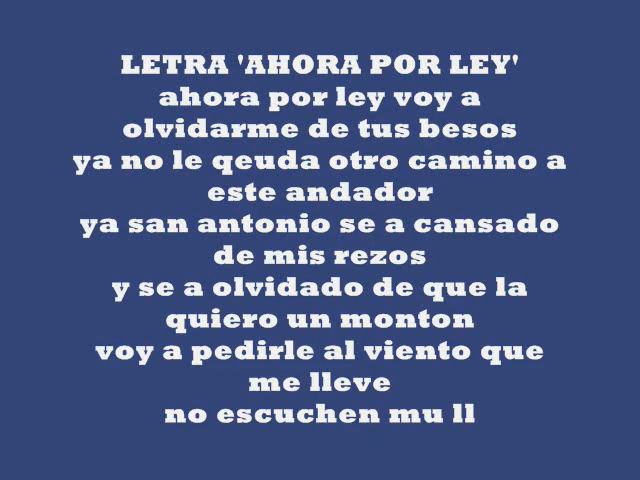 LETRA 'AHORA POR LEY'
ahora por ley voy a
olvidarme de tus besos
ya no le qeuda otro camino a
este andador
ya san antonio se a cansado
de mis rezos
y se a olvidado de que la
quiero un monton
voy a pedirle al viento que
me lleve
no escuchen mu ll